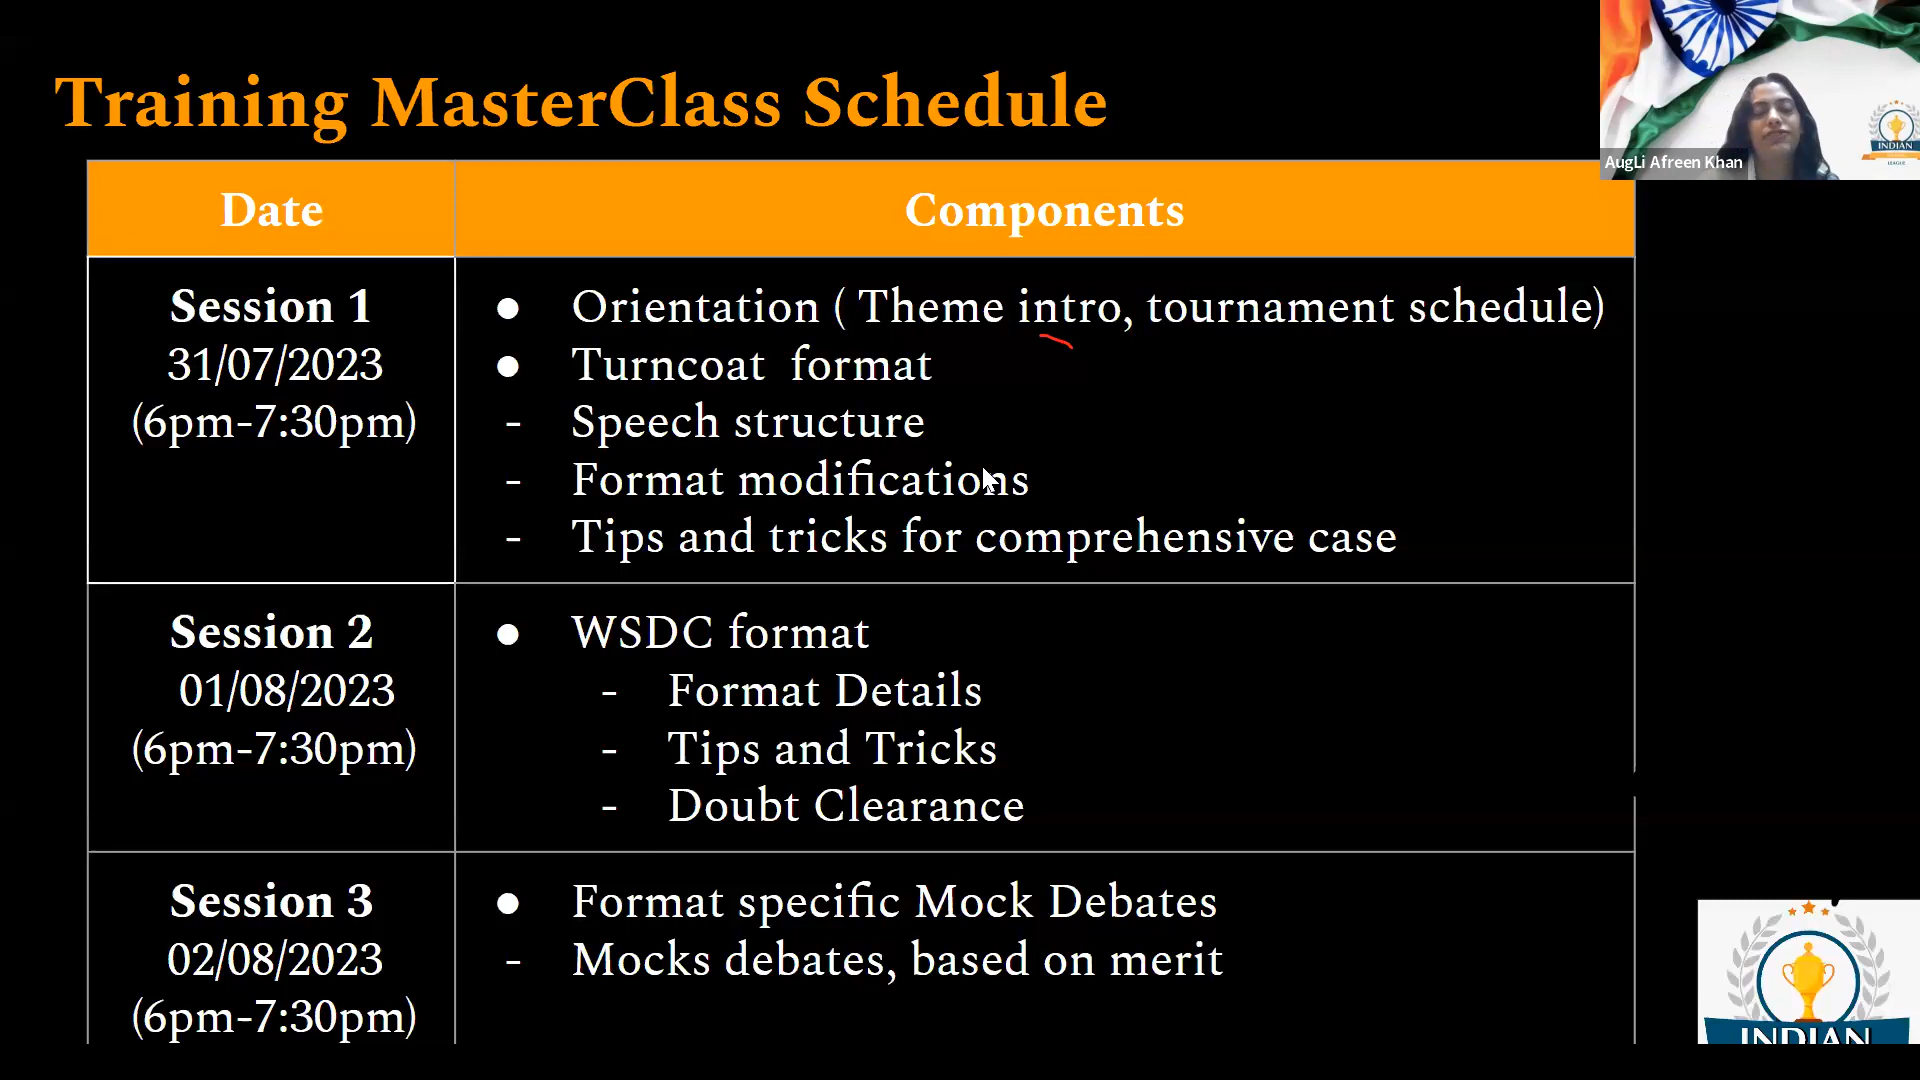 Training MasterClass Schedule
AugLi Afreen Khan
INDIAN
LEAGUE
Date
Components
Session 1
31/07/2023
(6pm-7:30pm)
● Orientation ( Theme intro, tournament schedule)
● Turncoat format
- Speech structure
- Format modifications
- Tips and tricks for comprehensive case
Session 2
01/08/2023
(6pm-7:30pm)
● WSDC format
- Format Details
- Tips and Tricks
- Doubt Clearance
Session 3
02/08/2023
(6pm-7:30pm)
● Format specific Mock Debates
- Mocks debates, based on merit
INDIAN